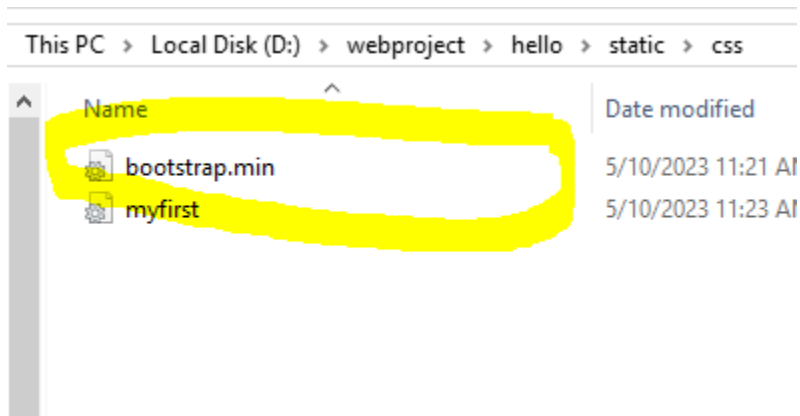 This PC > Local Disk (D:) > webproject > hello > static > css
Name Date modified
bootstrap.min 5/10/2023 11:21 AM
myfirst 5/10/2023 11:23 AM